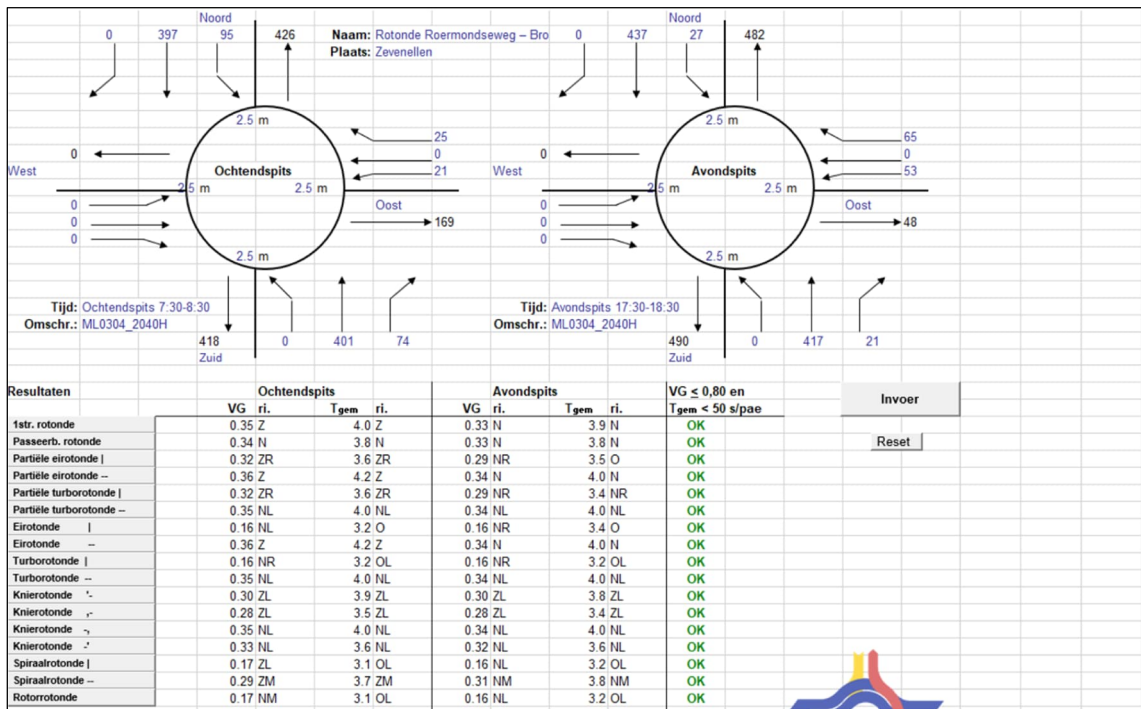 Noord Noord
0 397 95 426 Naam: Rotonde Roermondseweg – Bro 0 437 27 482
Plaats: Zevenellen
2.5 m 2.5 m
25 65
0 0 0 0
West Ochtendspits 21 West Avondspits 53
2.5 m 2.5 m 2.5 m 2.5 m
0 Oost 0 Oost
0 169 0 48
0 0
2.5 m 2.5 m
Tijd: Ochtendspits 7:30-8:30 Tijd: Avondspits 17:30-18:30
Omschr.: ML0304_2040H Omschr.: ML0304_2040H
418 0 401 74 490 0 417 21
Zuid Zuid
Resultaten Ochtendspits Avondspits VG ≤ 0,80 en Invoer
VG ri. Tgem ri. VG ri. Tgem ri. Tgem < 50 s/pae
1str. rotonde 0.35 Z 4.0 Z 0.33 N 3.9 N OK
Passeerb. rotonde 0.34 N 3.8 N 0.33 N 3.8 N OK Reset
Partiële eirotonde | 0.32 ZR 3.6 ZR 0.29 NR 3.5 O OK
Partiële eirotonde -- 0.36 Z 4.2 Z 0.34 N 4.0 N OK
Partiële turborotonde | 0.32 ZR 3.6 ZR 0.29 NR 3.4 NR OK
Partiële turborotonde -- 0.35 NL 4.0 NL 0.34 NL 4.0 NL OK
Eirotonde | 0.16 NL 3.2 O 0.16 NR 3.4 O OK
Eirotonde -- 0.36 Z 4.2 Z 0.34 N 4.0 N OK
Turborotonde | 0.16 NR 3.2 OL 0.16 NR 3.2 OL OK
Turborotonde -- 0.35 NL 4.0 NL 0.34 NL 4.0 NL OK
Knierotonde '- 0.30 ZL 3.9 ZL 0.30 ZL 3.8 ZL OK
Knierotonde ,- 0.28 ZL 3.5 ZL 0.28 ZL 3.4 ZL OK
Knierotonde -, 0.35 NL 4.0 NL 0.34 NL 4.0 NL OK
Knierotonde -' 0.33 NL 3.6 NL 0.32 NL 3.6 NL OK
Spiraalrotonde | 0.17 ZL 3.1 OL 0.16 NL 3.2 OL OK
Spiraalrotonde -- 0.29 ZM 3.7 ZM 0.31 NM 3.8 NM OK
Rotorrotonde 0.17 NM 3.1 OL 0.16 NL 3.2 OL OK